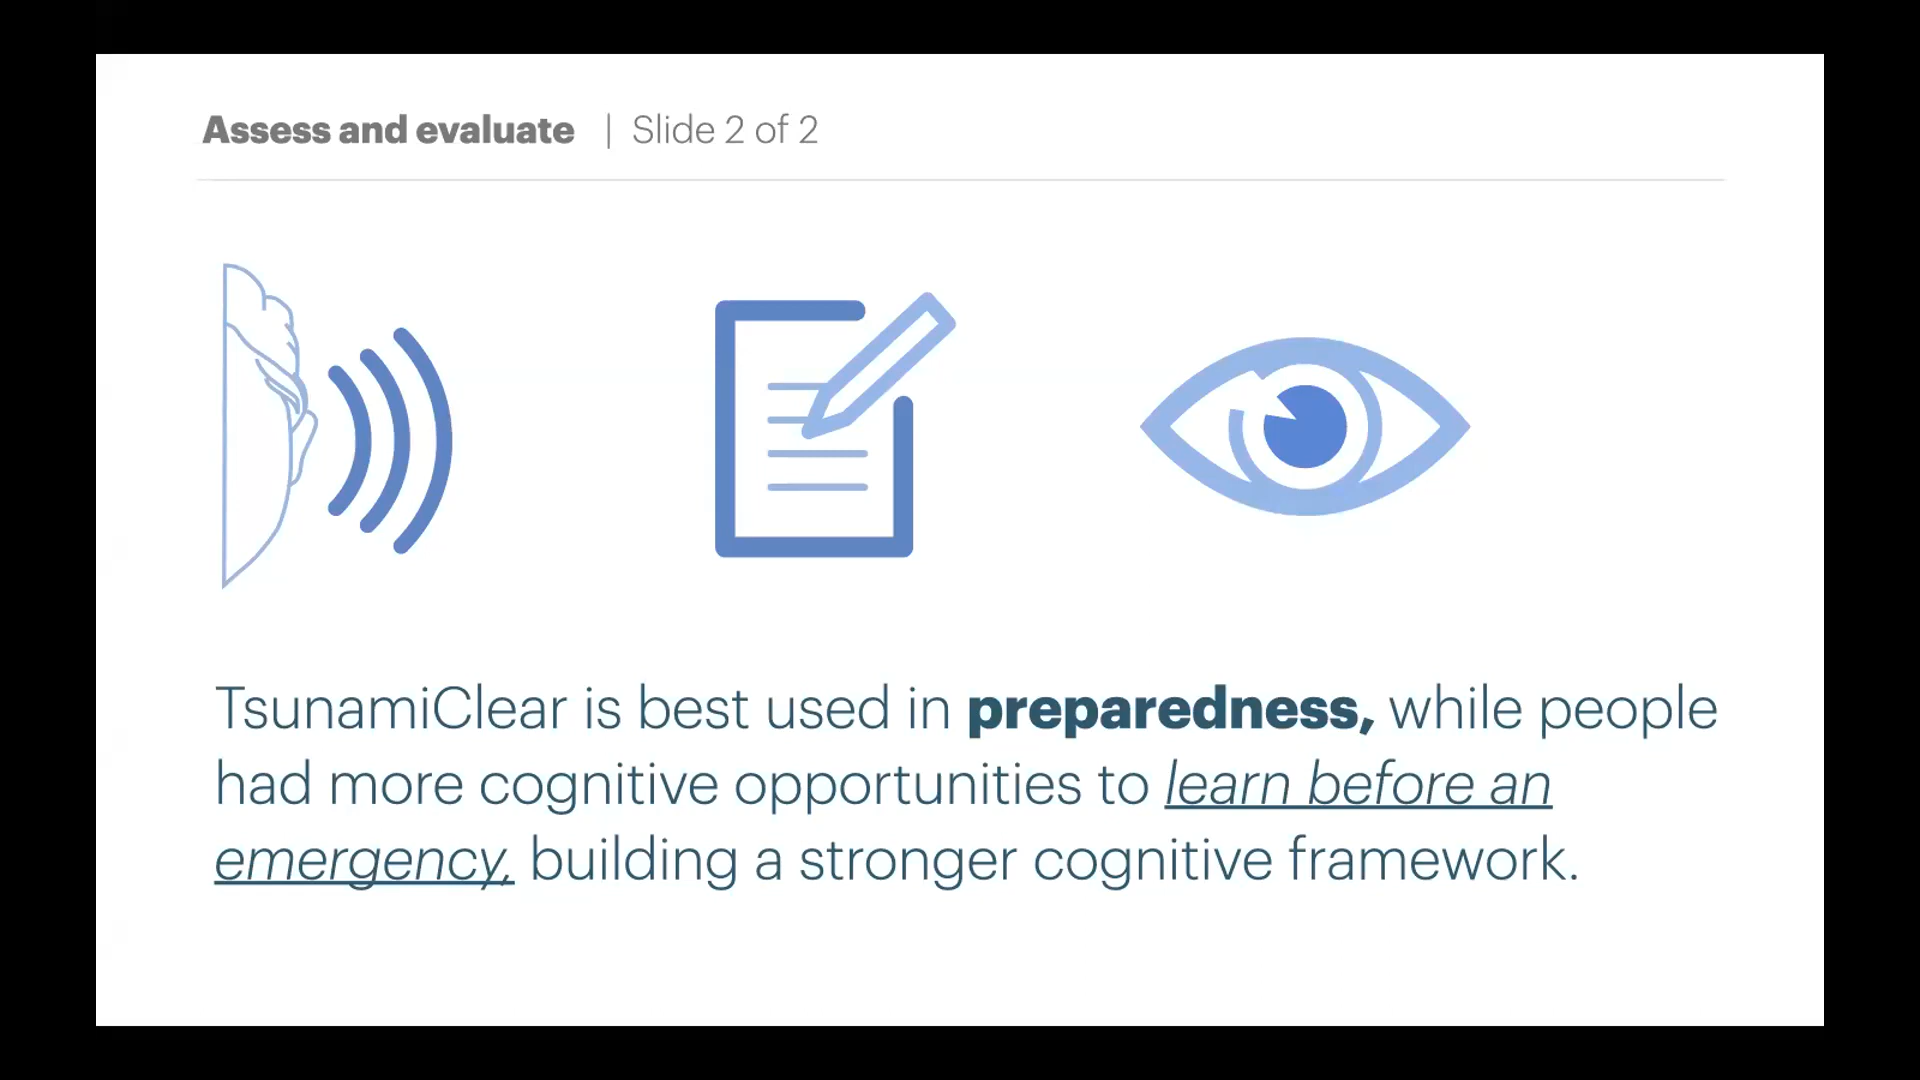 Assess and evaluate | Slide 2 of 2
TsunamiClear is best used in preparedness, while people
had more cognitive opportunities to learn before an
emergency, building a stronger cognitive framework.